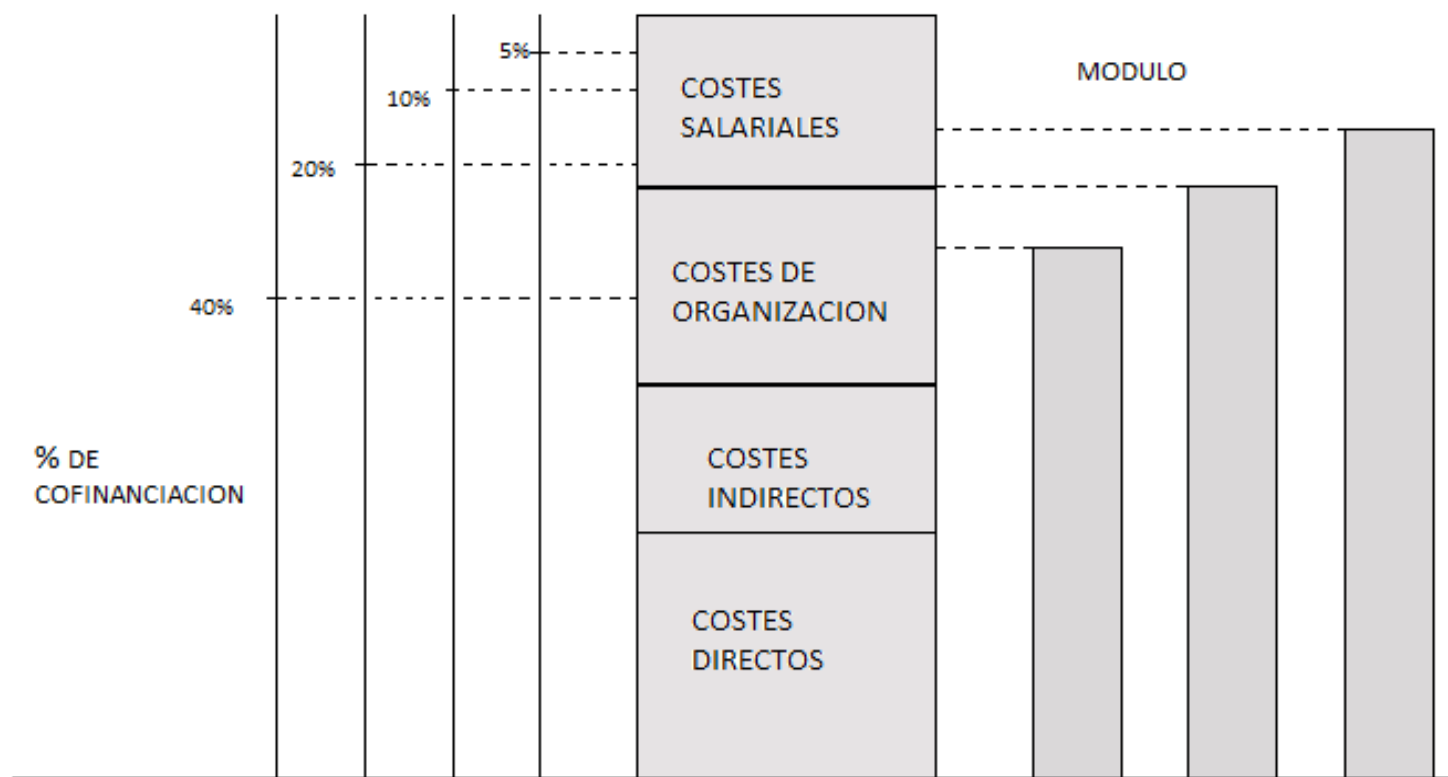 5%
MODULO
10%
COSTES
SALARIALES
20%
COSTES DE
ORGANIZACION
40%
% DE
COFINANCIACION
COSTES
INDIRECTOS
COSTES
DIRECTOS